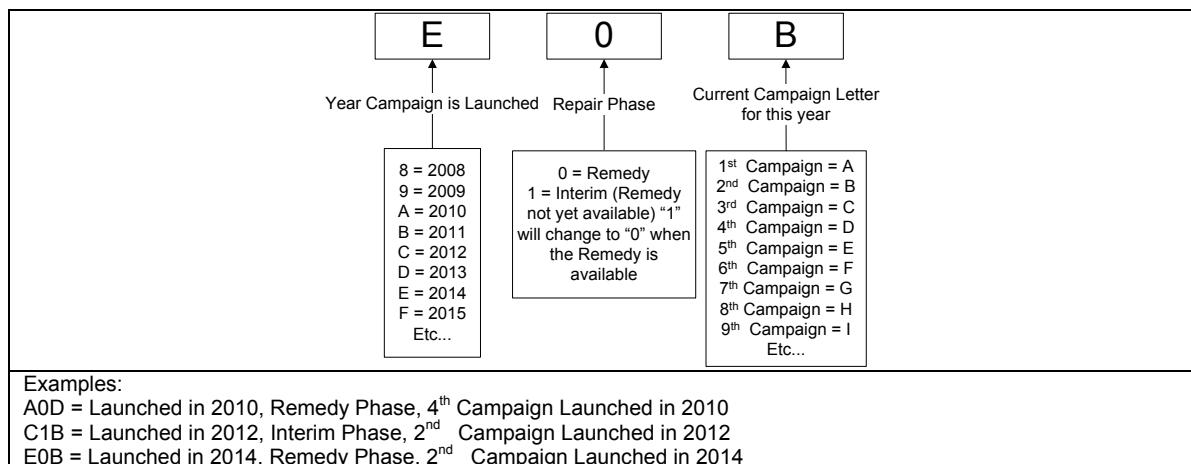 E 0 B
Year Campaign is Launched
Repair Phase
Current Campaign Letter
for this year
8 = 2008
9 = 2009
A = 2010
B = 2011
C = 2012
D = 2013
E = 2014
F = 2015
Etc...
0 = Remedy
1 = Interim (Remedy
not yet available) “1”
will change to “0” when
the Remedy is
available
1st Campaign = A
2nd Campaign = B
3rd Campaign = C
4th Campaign = D
5th Campaign = E
6th Campaign = F
7th Campaign = G
8th Campaign = H
9th Campaign = I
Etc...
Examples:
A0D = Launched in 2010, Remedy Phase, 4th Campaign Launched in 2010
C1B = Launched in 2012, Interim Phase, 2nd Campaign Launched in 2012
E0B = Launched in 2014, Remedy Phase, 2nd Campaign Launched in 2014